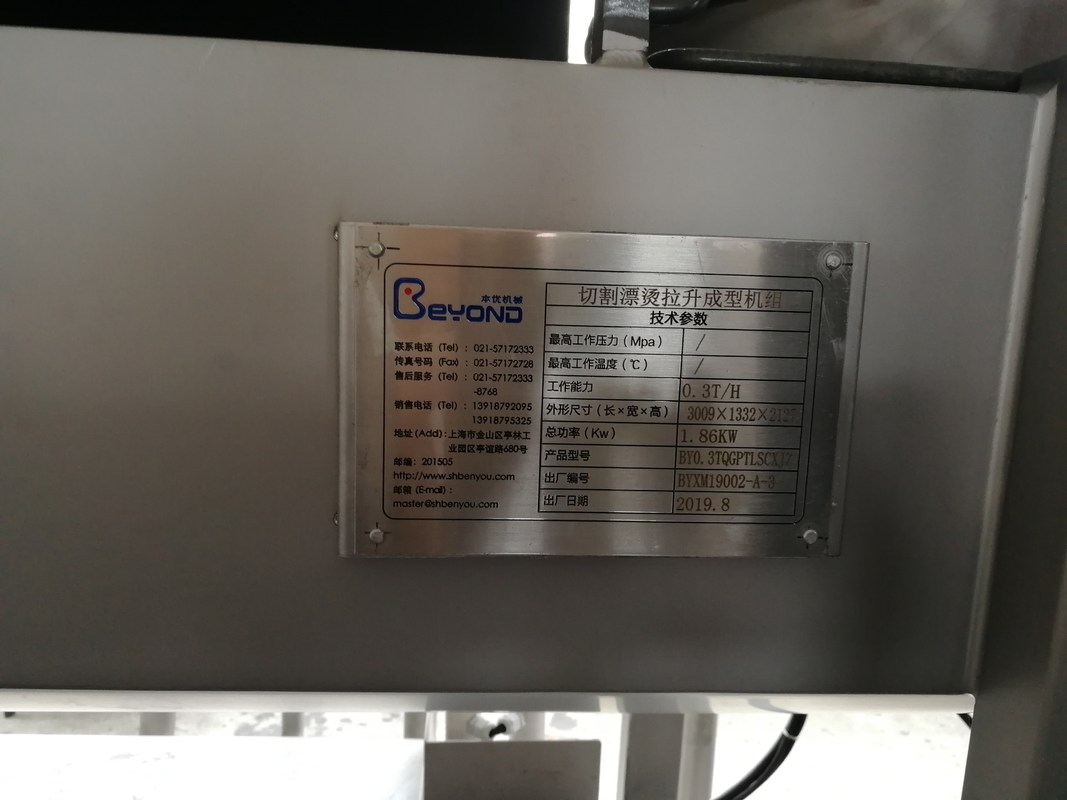 本优机械
BEYOND
联系电话 (Tel) : 021-57172333
传真号码 (Fax) : 021-57172728
售后服务 (Tel) : 021-57172333
-8768
销售电话 (Tel) : 13918792095
13918795325
地址 (Add) : 上海市金山区亭林工
业园区亭谊路680号
邮编: 201505
http://www.shbenyou.com
邮箱 (E-mail) :
master@shbenyou.com
切割漂烫拉升成型机组
技术参数
最高工作压力 (Mpa) /
最高工作温度 (℃) /
工作能力 0.3T/H
外形尺寸 (长×宽×高) 3009×1332×
总功率 (Kw) 1.86KW
产品型号
出厂编号 BYXM19002-A-3
出厂日期 2019.8